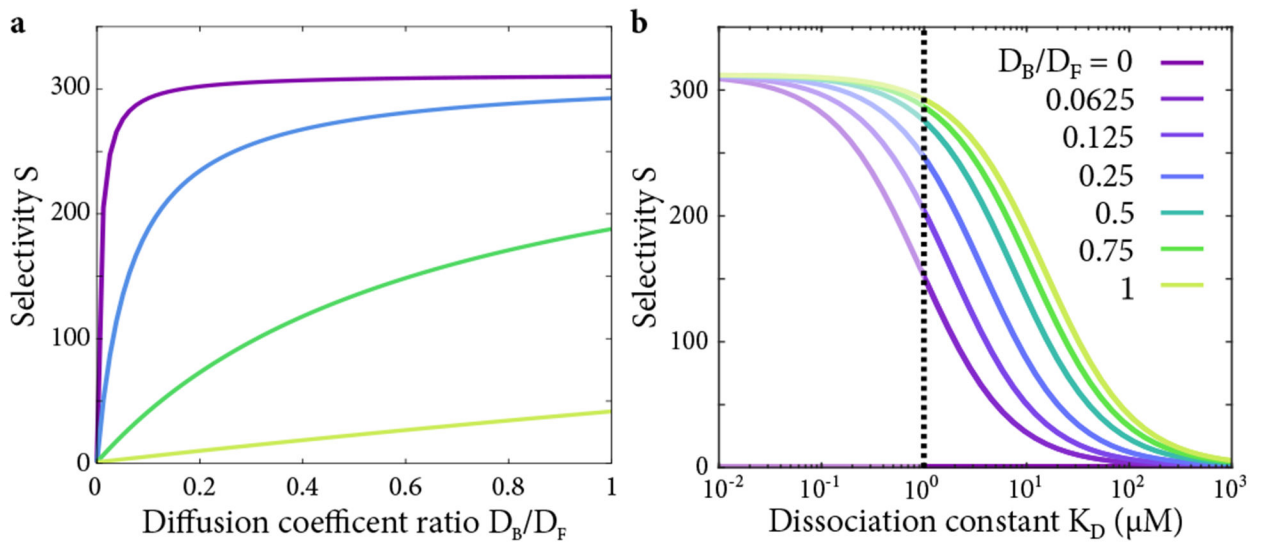 a
Selectivity S
300
200
100
0
0 0.2 0.4 0.6 0.8 1
Diffusion coefficent ratio D_B/D_F
b
Selectivity S
300
200
100
0
10^-2 10^-1 10^0 10^1 10^2 10^3
Dissociation constant K_D (μM)
D_B/D_F = 0
0.0625
0.125
0.25
0.5
0.75
1